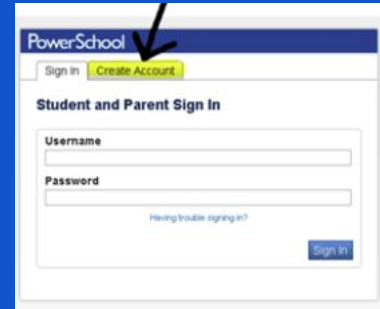 PowerSchool
Sign In Create Account
Student and Parent Sign In
Username
Password
Having trouble signing in?
Sign In